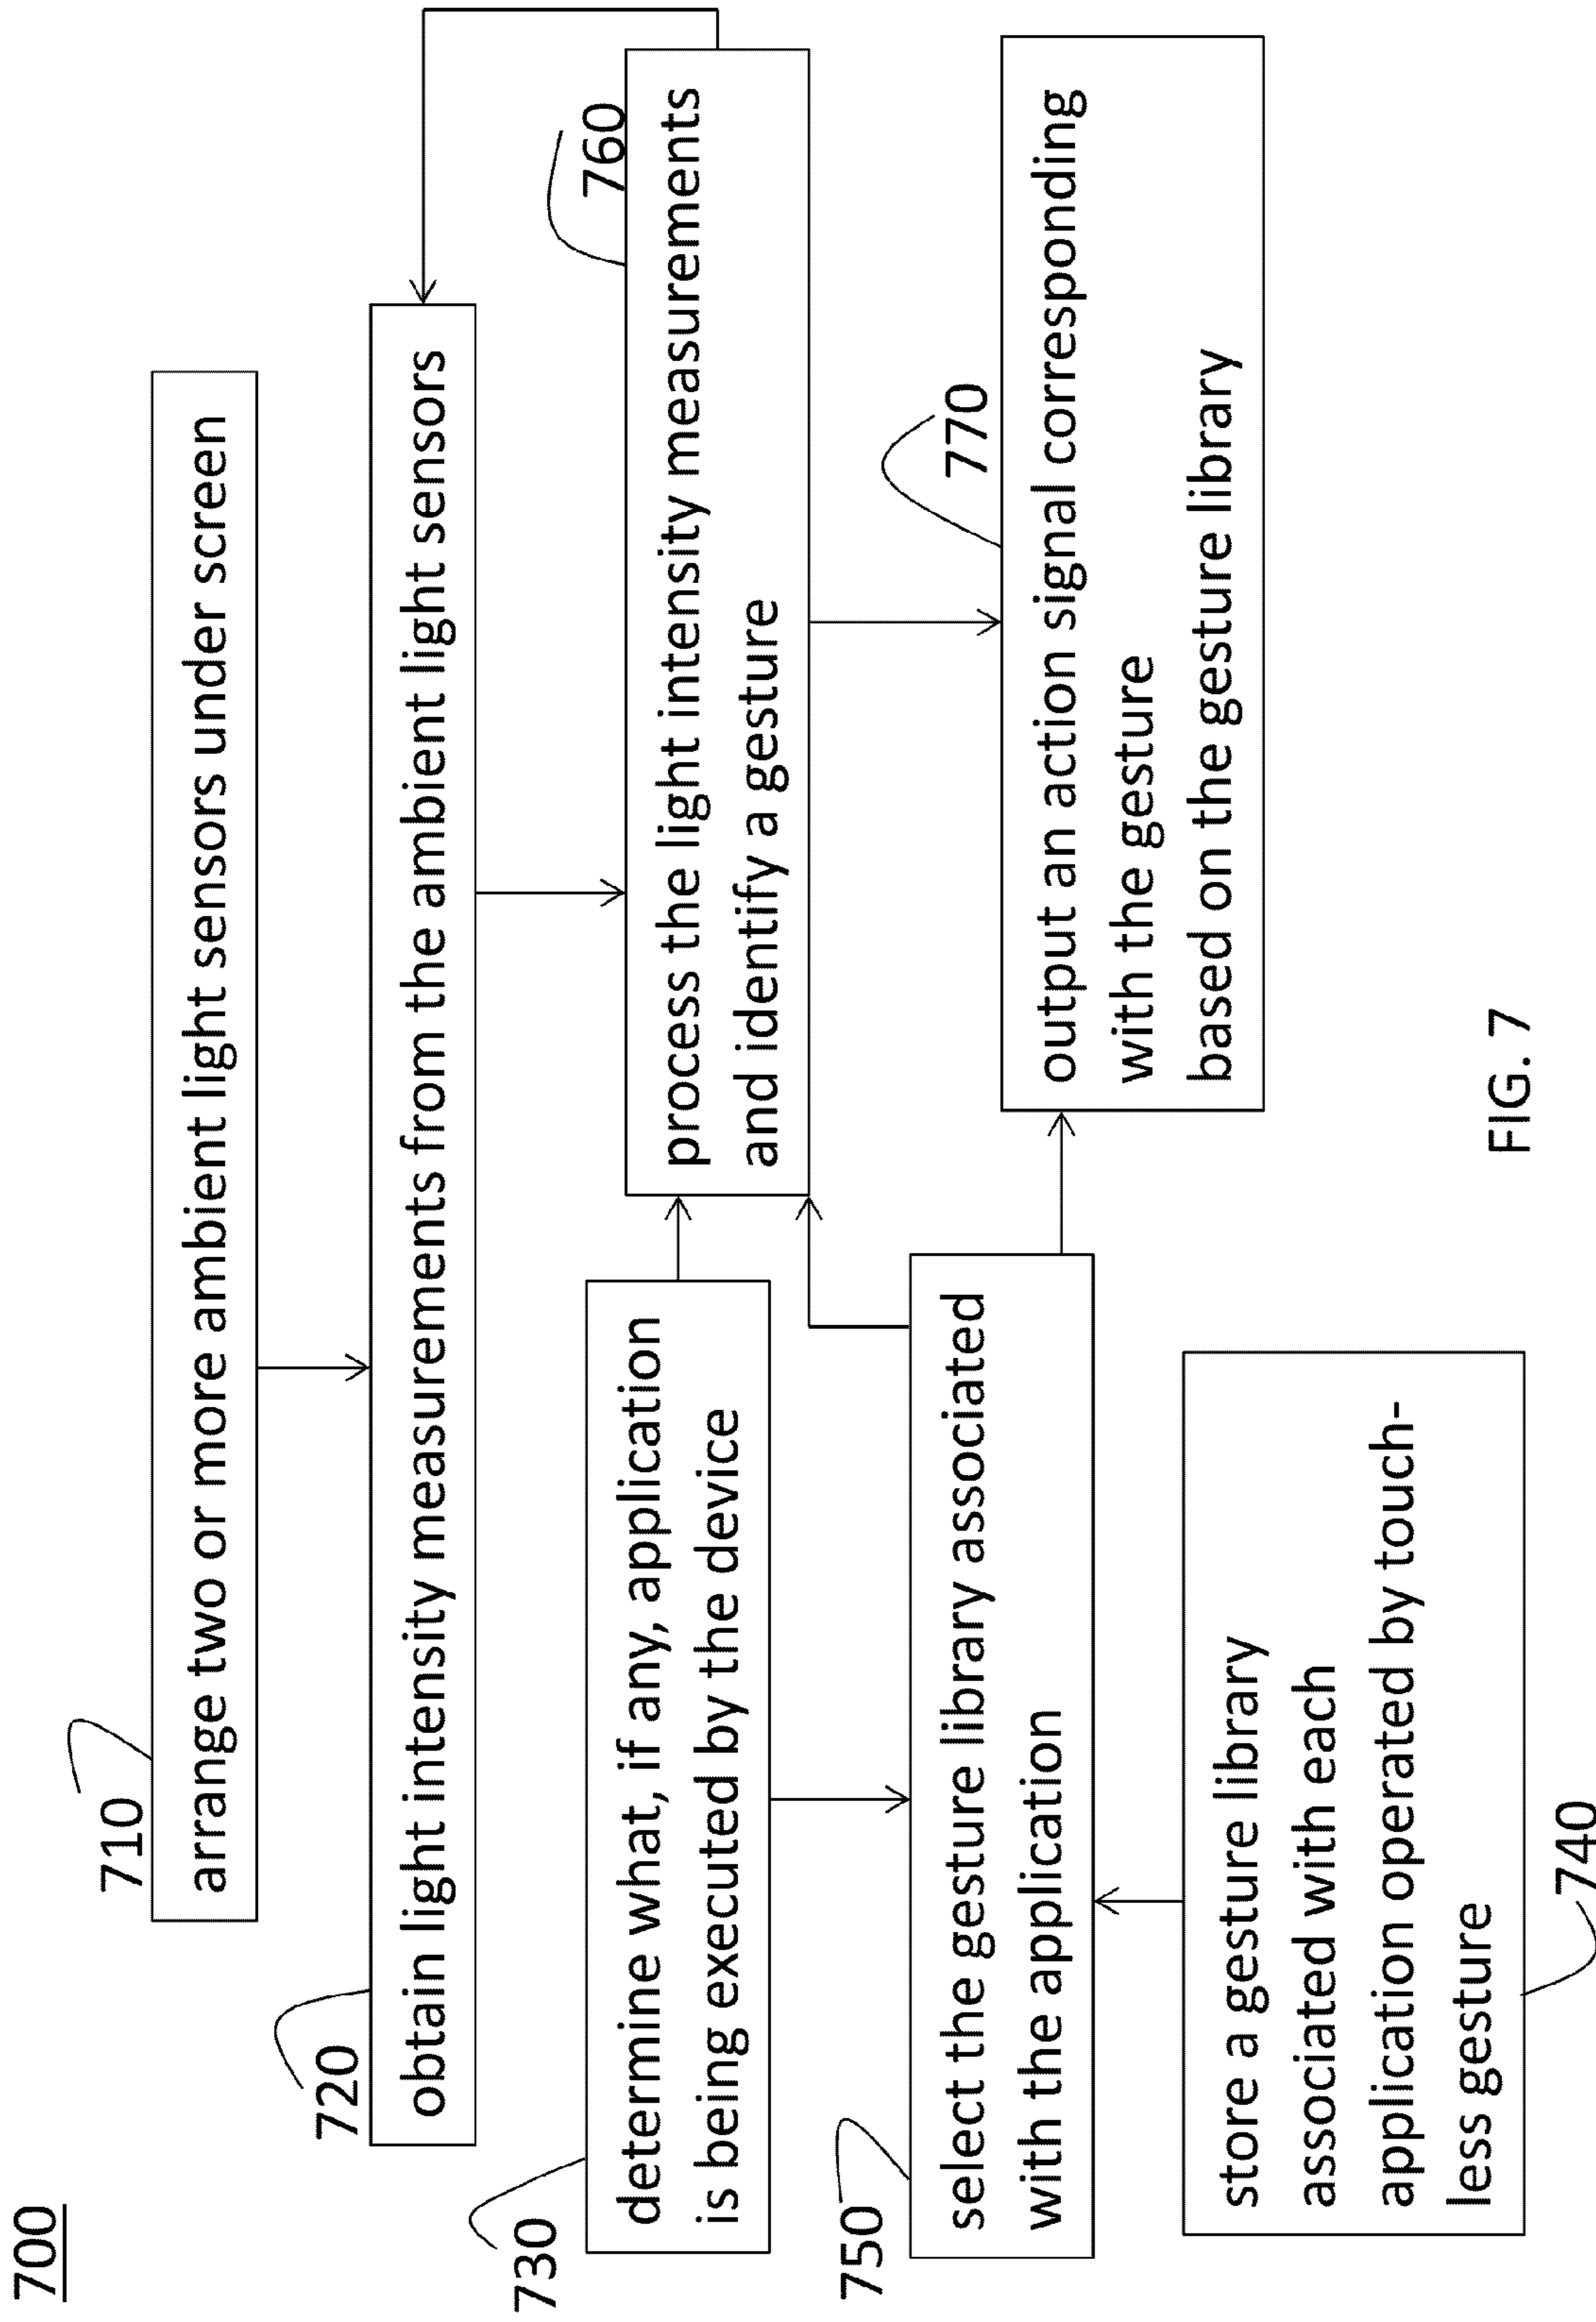 700
710
arrange two or more ambient light sensors under screen
720
obtain light intensity measurements from the ambient light sensors
730
determine what, if any, application
is being executed by the device
760
process the light intensity measurements
and identify a gesture
750
select the gesture library associated
with the application
770
output an action signal corresponding
with the gesture
based on the gesture library
store a gesture library
associated with each
application operated by touch-
less gesture
740
FIG. 7